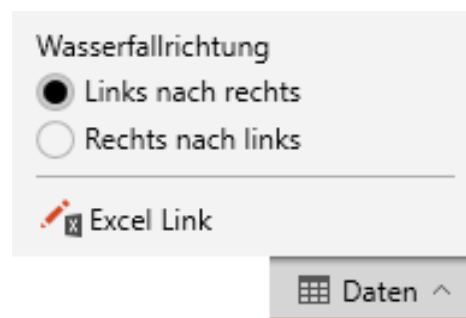 Wasserfallrichtung
Links nach rechts
Rechts nach links
Excel Link
Daten